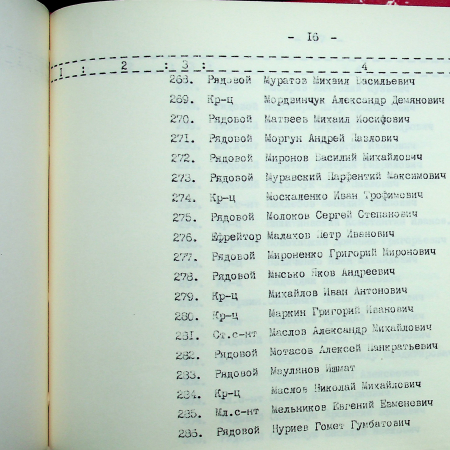 - 16 -
1 : 2 : 3 : 4
268. Рядовой Муратов Михаил Васильевич
269. Кр-ц Мордвинчук Александр Демянович
270. Рядовой Матвеев Михаил Иосифович
271. Рядовой Моргун Андрей Павлович
272. Рядовой Миронов Василий Михайлович
273. Рядовой Муравский Парфентий Максимович
274. Кр-ц Москаленко Иван Трофимович
275. Рядовой Молоков Сергей Степанович
276. Ефрейтор Малахов Петр Иванович
277. Рядовой Мироненко Григорий Миронович
278. Рядовой Мысько Яков Андреевич
279. Кр-ц Михайлов Иван Антонович
280. Кр-ц Маркин Григорий Иванович
281. Ст.с-нт Маслов Александр Михайлович
282. Рядовой Мотасов Алексей Панкратьевич
283. Рядовой Маулянов Ишмат
284. Кр-ц Маслов Николай Михайлович
285. Мл.с-нт Мельников Евгений Евменович
286. Рядовой Нуриев Гомет Гумбатович